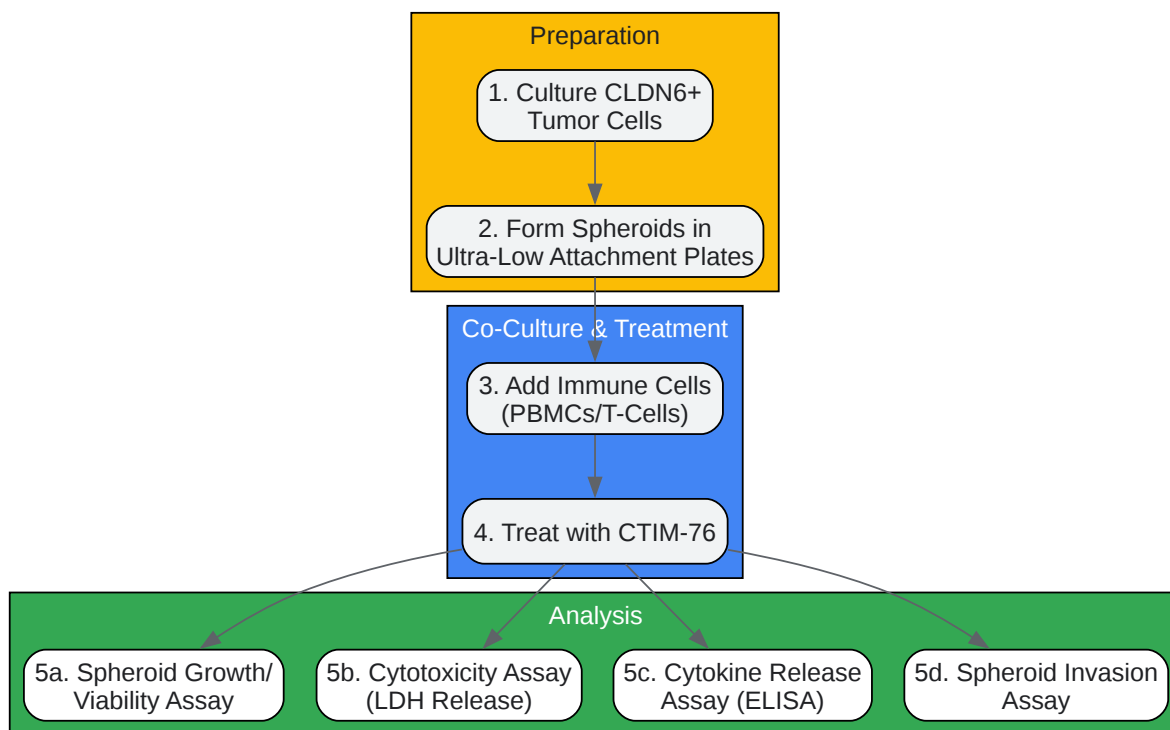 Preparation
1. Culture CLDN6+
Tumor Cells
2. Form Spheroids in
Ultra-Low Attachment Plates
Co-Culture & Treatment
3. Add Immune Cells
(PBMCs/T-Cells)
4. Treat with CTIM-76
Analysis
5a. Spheroid Growth/
Viability Assay
5b. Cytotoxicity Assay
(LDH Release)
5c. Cytokine Release
Assay (ELISA)
5d. Spheroid Invasion
Assay